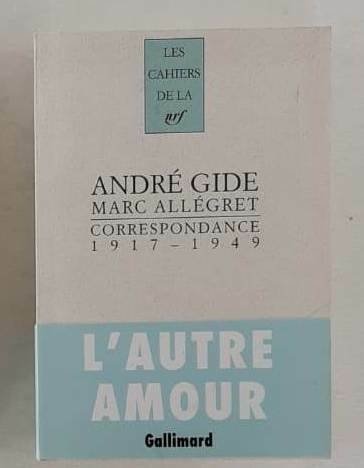 LES
CAHIERS
DE LA
nrf
ANDRÉ GIDE
MARC ALLÉGRET
CORRESPONDANCE
1917 – 1949
L'AUTRE
AMOUR
Gallimard